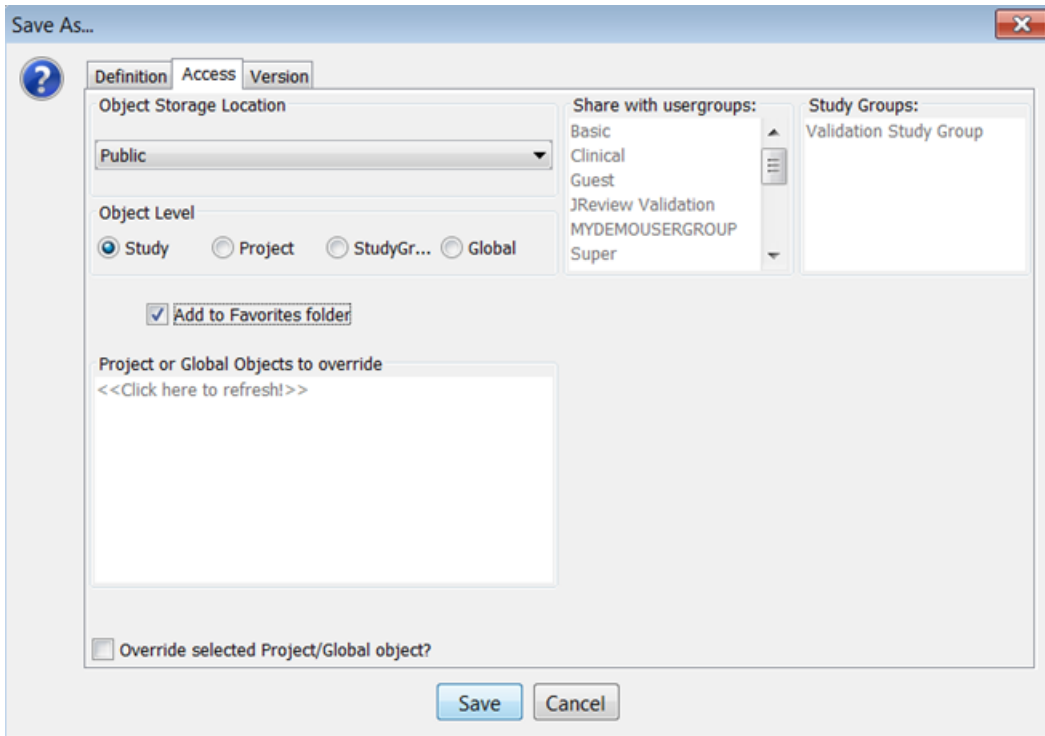 Save As...
Definition Access Version
Object Storage Location
Public
Object Level
Study Project StudyGr... Global
Add to Favorites folder
Project or Global Objects to override
<<Click here to refresh!>>
Override selected Project/Global object?
Share with usergroups:
Basic
Clinical
Guest
JReview Validation
MYDEMOUSERGROUP
Super
Study Groups:
Validation Study Group
Save Cancel